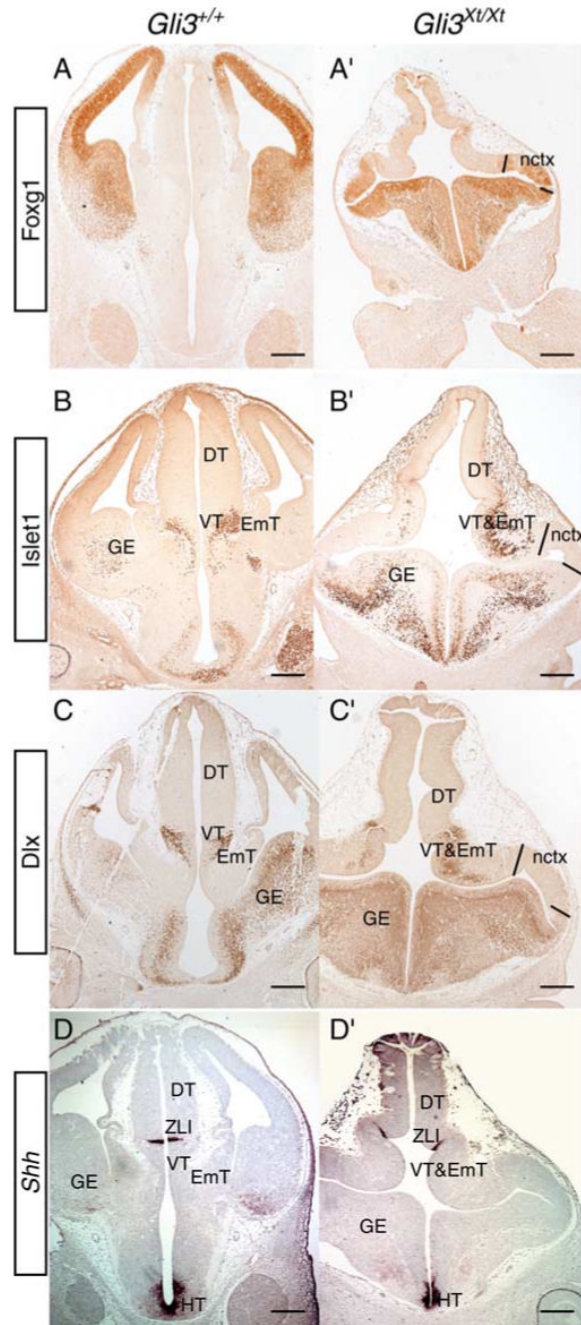 Gli3+/+ Gli3Xt/Xt
Foxg1
A
A'
nctx
Islet1
B
DT
VT
EmT
GE
B'
DT
VT&EmT
nctx
GE
Dlx
C
DT
VT
EmT
GE
C'
DT
VT&EmT
nctx
GE
Shh
D
DT
ZLI
VT
EmT
GE
HT
D'
DT
ZLI
VT&EmT
GE
HT